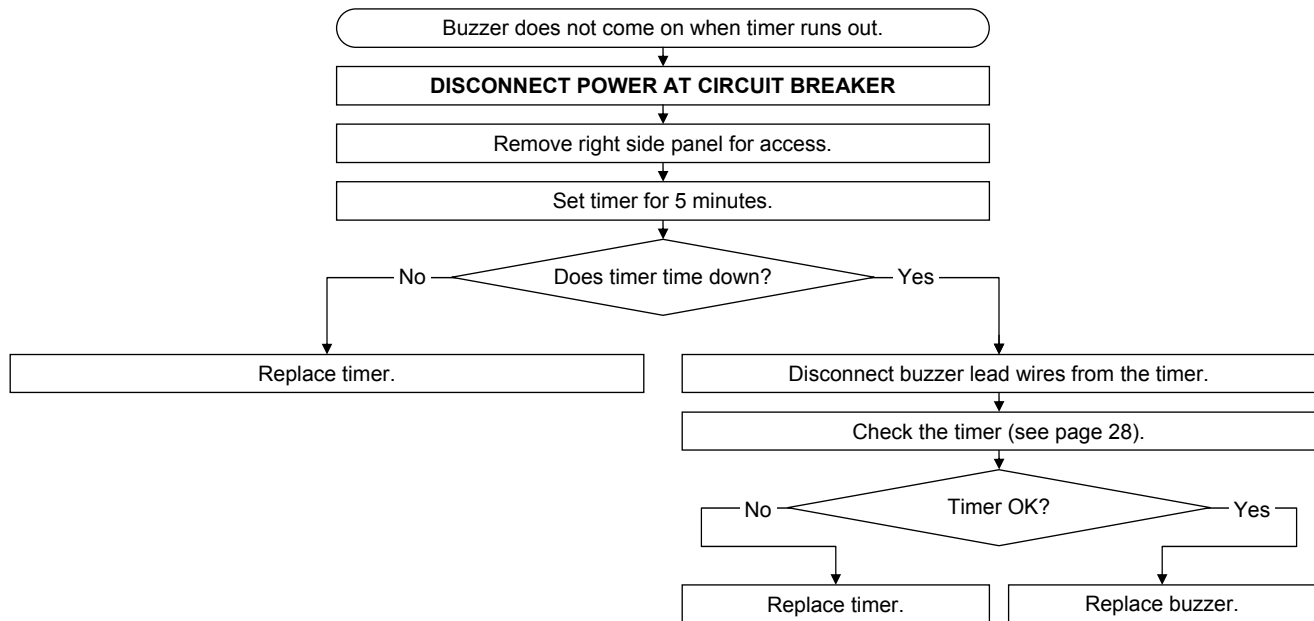 Buzzer does not come on when timer runs out.
DISCONNECT POWER AT CIRCUIT BREAKER
Remove right side panel for access.
Set timer for 5 minutes.
No
Does timer time down?
Yes
Replace timer.
Disconnect buzzer lead wires from the timer.
Check the timer (see page 28).
No
Timer OK?
Yes
Replace timer.
Replace buzzer.